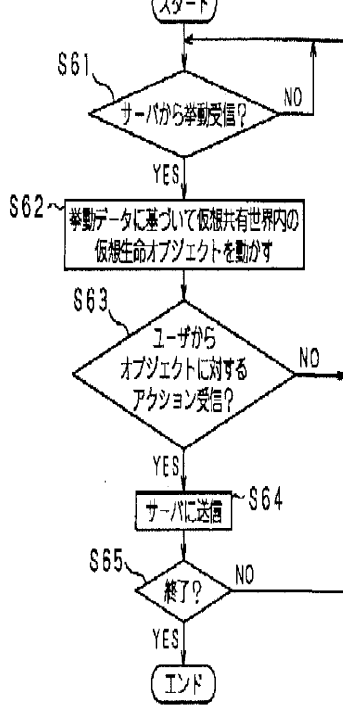 スタート
S61
サーバから挙動受信?
NO
YES
S62
挙動データに基づいて仮想共有世界内の
仮想生命オブジェクトを動かす
S63
ユーザから
オブジェクトに対する
アクション受信?
NO
YES
サーバに送信
S64
S65
終了?
NO
YES
エンド